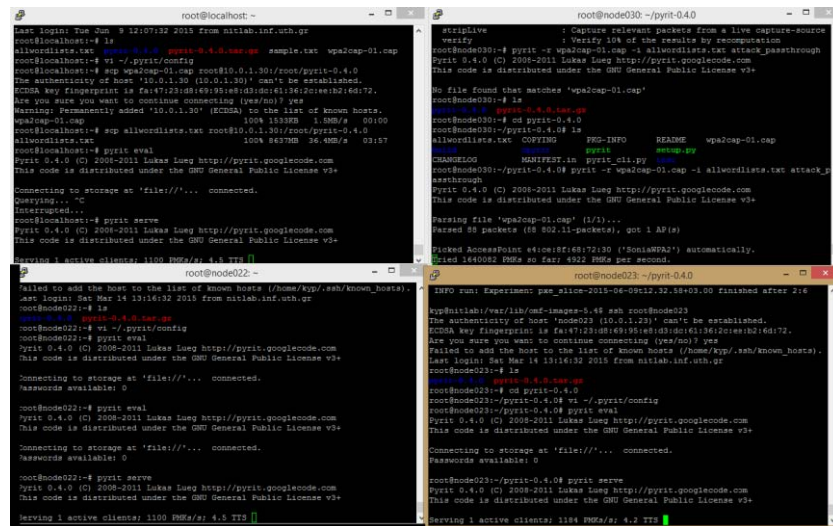 root@localhost: ~
Last login: Tue Jun  9 12:07:32 2015 from nitlab.inf.uth.gr
root@localhost:~# ls
allwordlists.txt  pyrit-0.4.0  pyrit-0.4.0.tar.gz  sample.txt  wpa2cap-01.cap
root@localhost:~# vi ~/.pyrit/config
root@localhost:~# scp wpa2cap-01.cap root@10.0.1.30:/root/pyrit-0.4.0
The authenticity of host '10.0.1.30 (10.0.1.30)' can't be established.
ECDSA key fingerprint is fa:47:23:d8:69:95:e8:d3:dc:61:36:2c:ee:b2:6d:72.
Are you sure you want to continue connecting (yes/no)? yes
Warning: Permanently added '10.0.1.30' (ECDSA) to the list of known hosts.
wpa2cap-01.cap 100% 1533KB 1.5MB/s 00:00
root@localhost:~# scp allwordlists.txt root@10.0.1.30:/root/pyrit-0.4.0
allwordlists.txt 100% 8637MB 36.4MB/s 03:57
root@localhost:~# pyrit eval
Pyrit 0.4.0 (C) 2008-2011 Lukas Lueg http://pyrit.googlecode.com
This code is distributed under the GNU General Public License v3+
Connecting to storage at 'file://'... connected.
Querying... ^C
Interrupted...
root@localhost:~# pyrit serve
Pyrit 0.4.0 (C) 2008-2011 Lukas Lueg http://pyrit.googlecode.com
This code is distributed under the GNU General Public License v3+
Serving 1 active clients; 1100 PMKs/s; 4.5 TTS
root@node030: ~/pyrit-0.4.0
stripLive : Capture relevant packets from a live capture-source
verify : Verify 10% of the results by recomputation
root@node030:~# pyrit -r wpa2cap-01.cap -i allwordlists.txt attack_passthrough
Pyrit 0.4.0 (C) 2008-2011 Lukas Lueg http://pyrit.googlecode.com
This code is distributed under the GNU General Public License v3+
No file found that matches 'wpa2cap-01.cap'
root@node030:~# ls
pyrit-0.4.0  pyrit-0.4.0.tar.gz
root@node030:~# cd pyrit-0.4.0
root@node030:~/pyrit-0.4.0# ls
allwordlists.txt COPYING PKG-INFO README wpa2cap-01.cap
pyrit setup.py
CHANGELOG MANIFEST.in pyrit_cli.py
root@node030:~/pyrit-0.4.0# pyrit -r wpa2cap-01.cap -i allwordlists.txt attack_p
assthrough
Pyrit 0.4.0 (C) 2008-2011 Lukas Lueg http://pyrit.googlecode.com
This code is distributed under the GNU General Public License v3+
Parsing file 'wpa2cap-01.cap' (1/1)...
Parsed 88 packets (88 802.11-packets), got 1 AP(s)
Picked AccessPoint e4:ce:8f:68:72:30 ('SoniaWPA2') automatically.
Tried 1640082 PMKs so far; 4922 PMKs per second.
root@node022: ~
Failed to add the host to the list of known hosts (/home/kyp/.ssh/known_hosts).
Last login: Sat Mar 14 13:16:32 2015 from nitlab.inf.uth.gr
root@node022:~# ls
pyrit-0.4.0  pyrit-0.4.0.tar.gz
root@node022:~# vi ~/.pyrit/config
root@node022:~# pyrit eval
Pyrit 0.4.0 (C) 2008-2011 Lukas Lueg http://pyrit.googlecode.com
This code is distributed under the GNU General Public License v3+
Connecting to storage at 'file://'... connected.
Passwords available: 0
root@node022:~# pyrit eval
Pyrit 0.4.0 (C) 2008-2011 Lukas Lueg http://pyrit.googlecode.com
This code is distributed under the GNU General Public License v3+
Connecting to storage at 'file://'... connected.
Passwords available: 0
root@node022:~# pyrit serve
Pyrit 0.4.0 (C) 2008-2011 Lukas Lueg http://pyrit.googlecode.com
This code is distributed under the GNU General Public License v3+
Serving 1 active clients; 1100 PMKs/s; 4.5 TTS
root@node023: ~/pyrit-0.4.0
INFO run: Experiment pxe_slice-2015-06-09t12.32.58+03.00 finished after 2:6
kyp@nitlab:/var/lib/omf-images-5.4$ ssh root@node023
The authenticity of host 'node023 (10.0.1.23)' can't be established.
ECDSA key fingerprint is fa:47:23:d8:69:95:e8:d3:dc:61:36:2c:ee:b2:6d:72.
Are you sure you want to continue connecting (yes/no)? yes
Failed to add the host to the list of known hosts (/home/kyp/.ssh/known_hosts).
Last login: Sat Mar 14 13:16:32 2015 from nitlab.inf.uth.gr
root@node023:~# ls
pyrit-0.4.0  pyrit-0.4.0.tar.gz
root@node023:~# cd pyrit-0.4.0
root@node023:~/pyrit-0.4.0# vi ~/.pyrit/config
root@node023:~/pyrit-0.4.0# pyrit eval
Pyrit 0.4.0 (C) 2008-2011 Lukas Lueg http://pyrit.googlecode.com
This code is distributed under the GNU General Public License v3+
Connecting to storage at 'file://'... connected.
Passwords available: 0
root@node023:~/pyrit-0.4.0# pyrit serve
Pyrit 0.4.0 (C) 2008-2011 Lukas Lueg http://pyrit.googlecode.com
This code is distributed under the GNU General Public License v3+
Serving 1 active clients; 1184 PMKs/s; 4.2 TTS